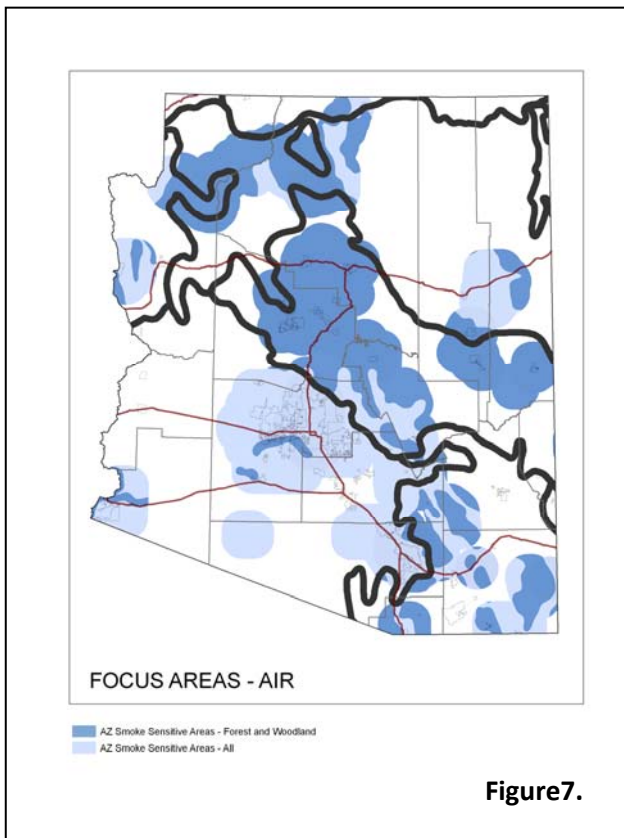 FOCUS AREAS - AIR
AZ Smoke Sensitive Areas - Forest and Woodland
AZ Smoke Sensitive Areas - All
Figure7.